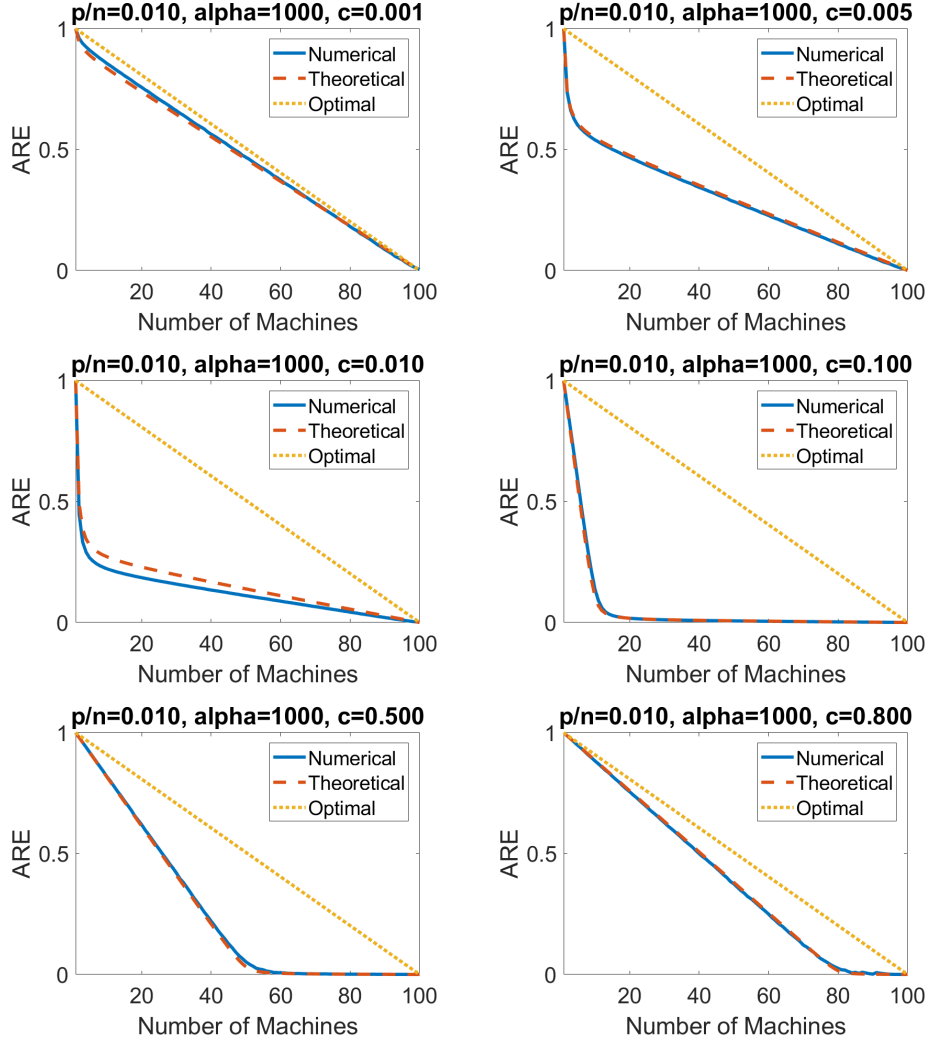 p/n=0.010, alpha=1000, c=0.001
1
0.5
0
ARE
Numerical
Theoretical
Optimal
20 40 60 80 100
Number of Machines
p/n=0.010, alpha=1000, c=0.005
1
0.5
0
ARE
Numerical
Theoretical
Optimal
20 40 60 80 100
Number of Machines
p/n=0.010, alpha=1000, c=0.010
1
0.5
0
ARE
Numerical
Theoretical
Optimal
20 40 60 80 100
Number of Machines
p/n=0.010, alpha=1000, c=0.100
1
0.5
0
ARE
Numerical
Theoretical
Optimal
20 40 60 80 100
Number of Machines
p/n=0.010, alpha=1000, c=0.500
1
0.5
0
ARE
Numerical
Theoretical
Optimal
20 40 60 80 100
Number of Machines
p/n=0.010, alpha=1000, c=0.800
1
0.5
0
ARE
Numerical
Theoretical
Optimal
20 40 60 80 100
Number of Machines